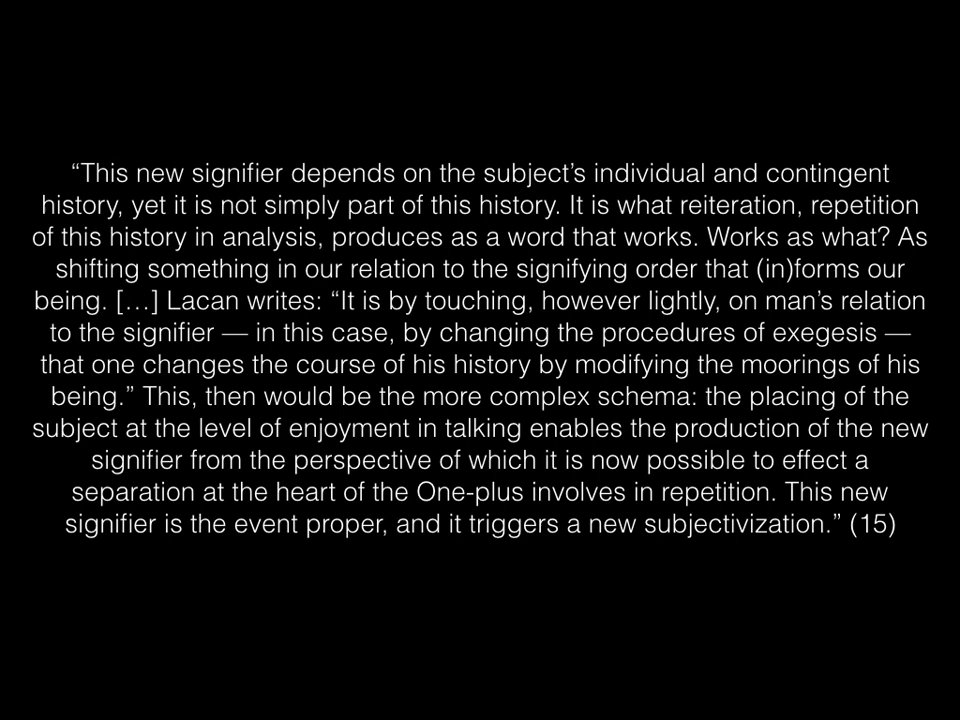 “This new signifier depends on the subject’s individual and contingent
history, yet it is not simply part of this history. It is what reiteration, repetition
of this history in analysis, produces as a word that works. Works as what? As
shifting something in our relation to the signifying order that (in)forms our
being. […] Lacan writes: “It is by touching, however lightly, on man’s relation
to the signifier — in this case, by changing the procedures of exegesis —
that one changes the course of his history by modifying the moorings of his
being.” This, then would be the more complex schema: the placing of the
subject at the level of enjoyment in talking enables the production of the new
signifier from the perspective of which it is now possible to effect a
separation at the heart of the One-plus involves in repetition. This new
signifier is the event proper, and it triggers a new subjectivization.” (15)